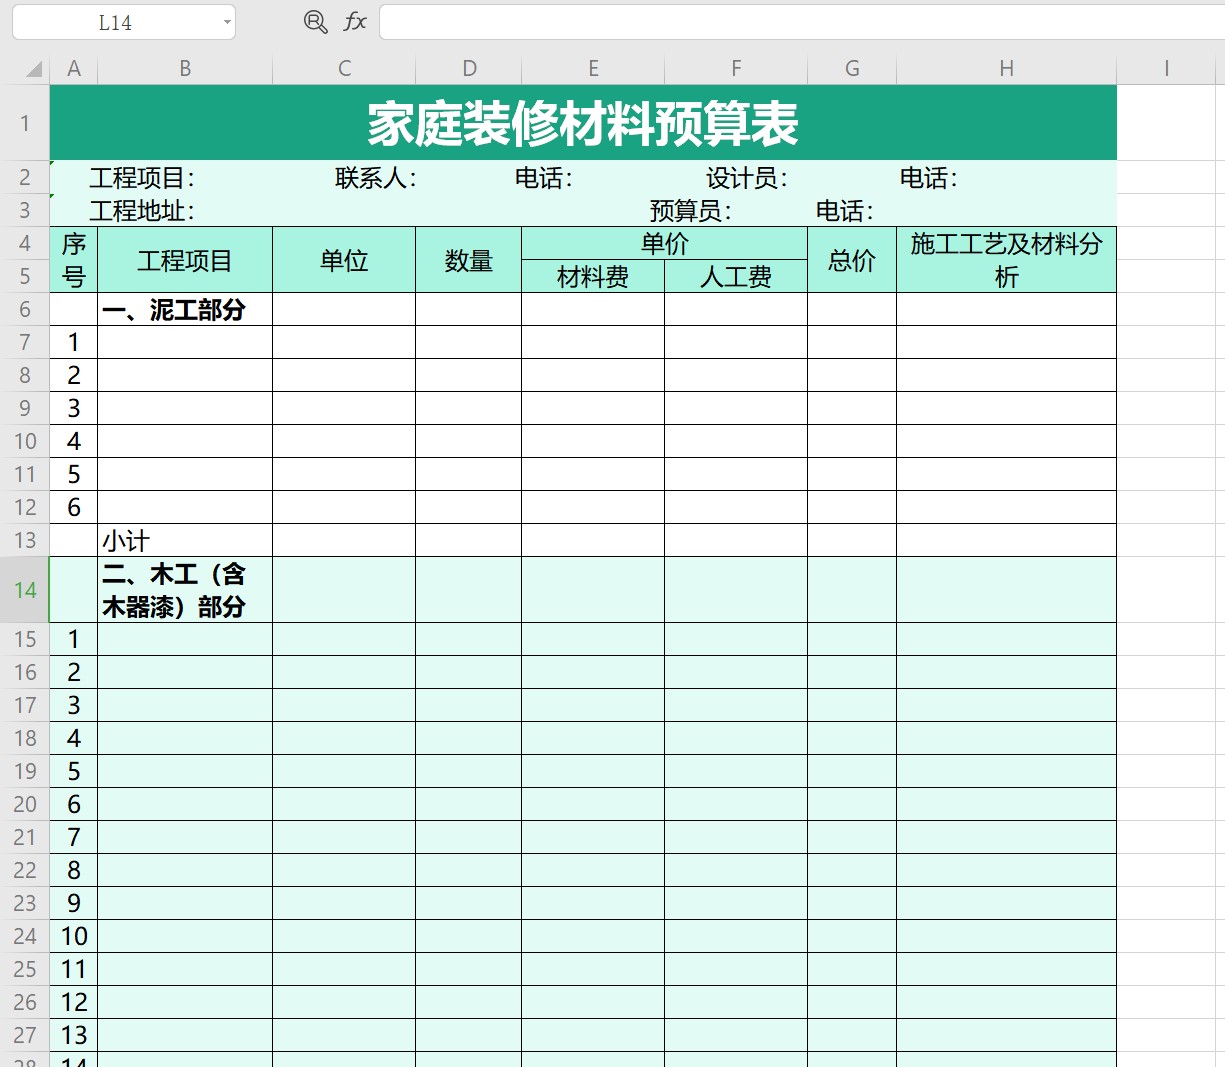 L14
fx
A B C D E F G H I
1 家庭装修材料预算表
2 工程项目： 联系人： 电话： 设计员： 电话：
3 工程地址： 预算员： 电话：
4 序号 工程项目 单位 数量 单价 总价 施工工艺及材料分析
5 材料费 人工费
6 一、泥工部分
7 1
8 2
9 3
10 4
11 5
12 6
13 小计
14 二、木工（含木器漆）部分
15 1
16 2
17 3
18 4
19 5
20 6
21 7
22 8
23 9
24 10
25 11
26 12
27 13
28 14